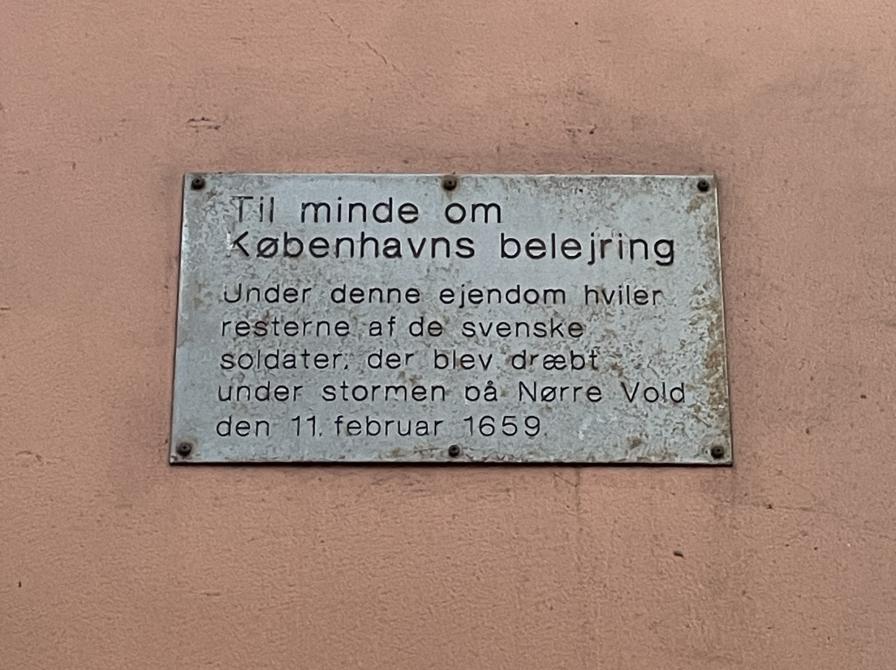 Til minde om
Københavns belejring
Under denne ejendom hviler
resterne af de svenske
soldater, der blev dræbt
under stormen på Nørre Vold
den 11. februar 1659.